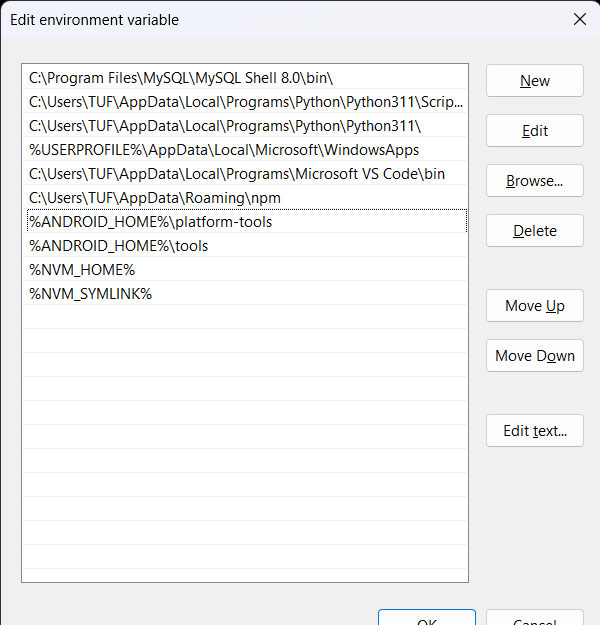 Edit environment variable
C:\Program Files\MySQL\MySQL Shell 8.0\bin\
C:\Users\TUF\AppData\Local\Programs\Python\Python311\Scrip...
C:\Users\TUF\AppData\Local\Programs\Python\Python311\
%USERPROFILE%\AppData\Local\Microsoft\WindowsApps
C:\Users\TUF\AppData\Local\Programs\Microsoft VS Code\bin
C:\Users\TUF\AppData\Roaming\npm
%ANDROID_HOME%\platform-tools
%ANDROID_HOME%\tools
%NVM_HOME%
%NVM_SYMLINK%
New
Edit
Browse...
Delete
Move Up
Move Down
Edit text...
OK
Cancel